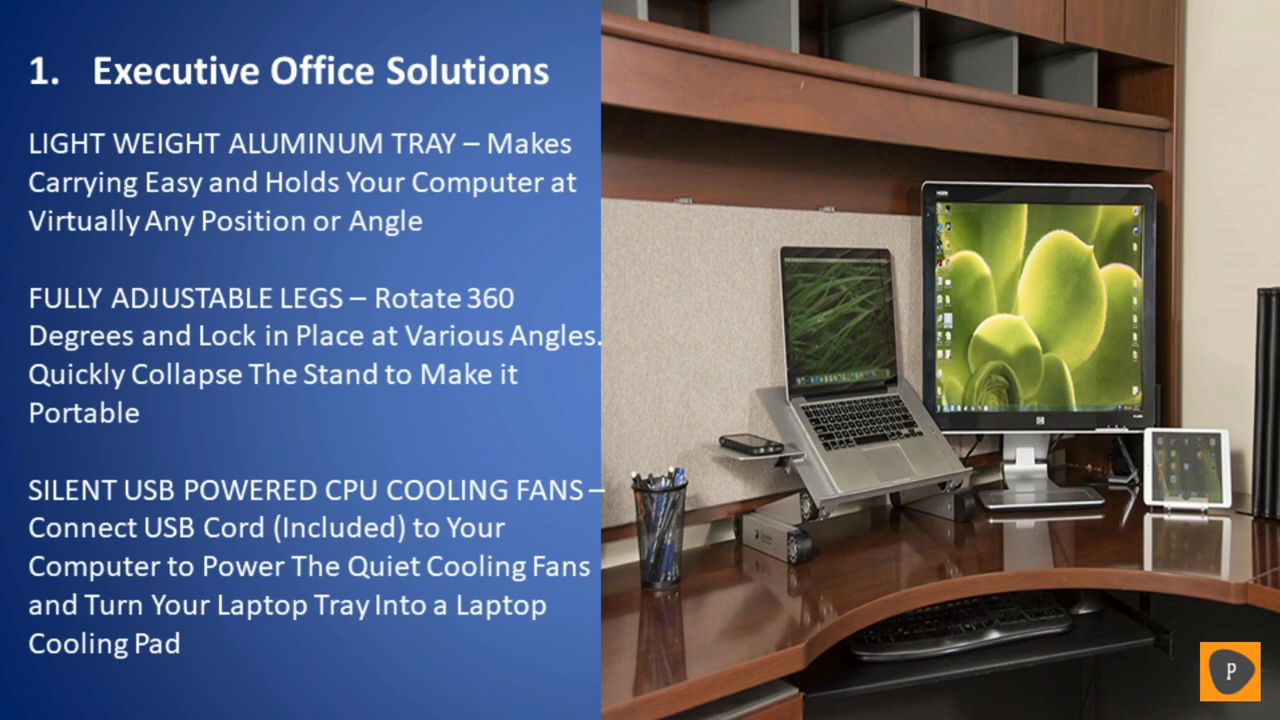 1. Executive Office Solutions
LIGHT WEIGHT ALUMINUM TRAY – Makes
Carrying Easy and Holds Your Computer at
Virtually Any Position or Angle
FULLY ADJUSTABLE LEGS – Rotate 360
Degrees and Lock in Place at Various Angles.
Quickly Collapse The Stand to Make it
Portable
SILENT USB POWERED CPU COOLING FANS –
Connect USB Cord (Included) to Your
Computer to Power The Quiet Cooling Fans
and Turn Your Laptop Tray Into a Laptop
Cooling Pad
hp
P